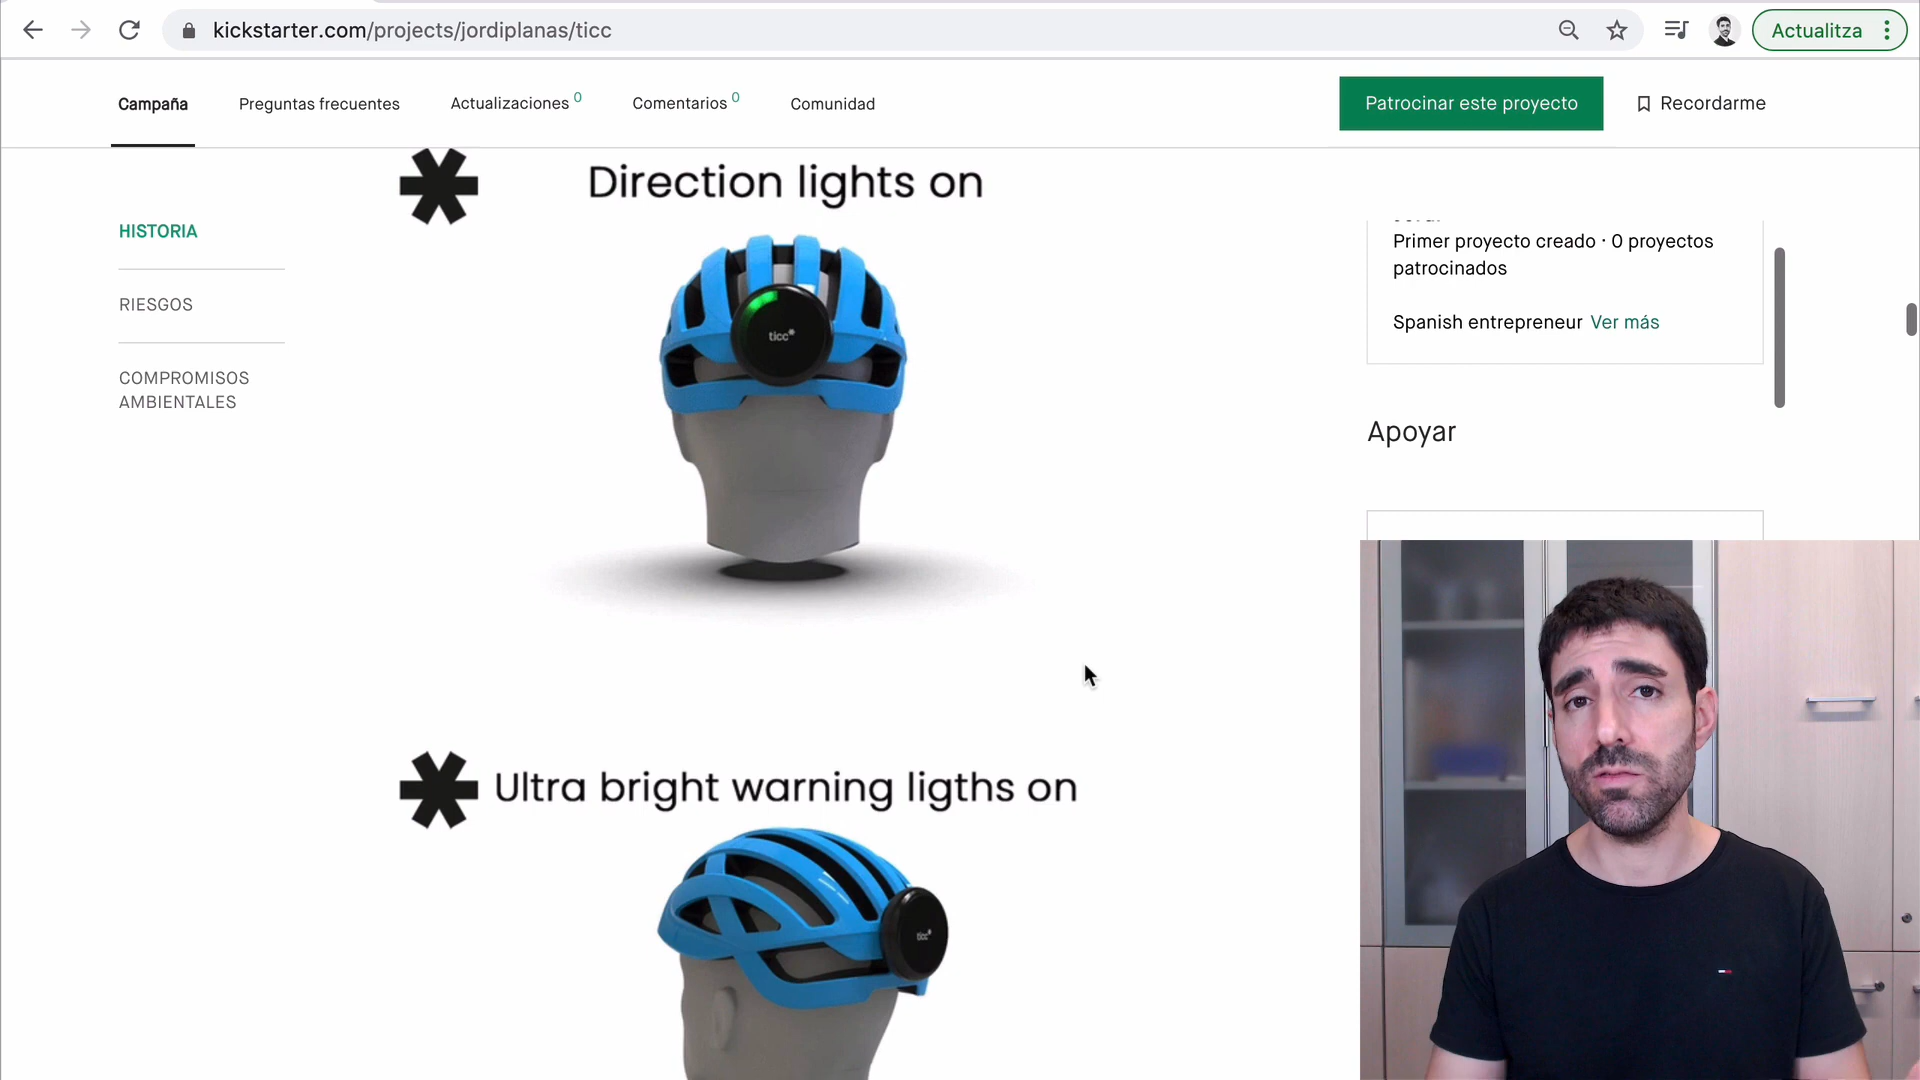 kickstarter.com/projects/jordiplanas/ticc
Actualitza
Campaña
Preguntas frecuentes
Actualizaciones 0
Comentarios 0
Comunidad
Patrocinar este proyecto
Recordarme
HISTORIA
RIESGOS
COMPROMISOS
AMBIENTALES
Direction lights on
ticc*
Ultra bright warning ligths on
ticc*
Primer proyecto creado · 0 proyectos
patrocinados
Spanish entrepreneur Ver más
Apoyar